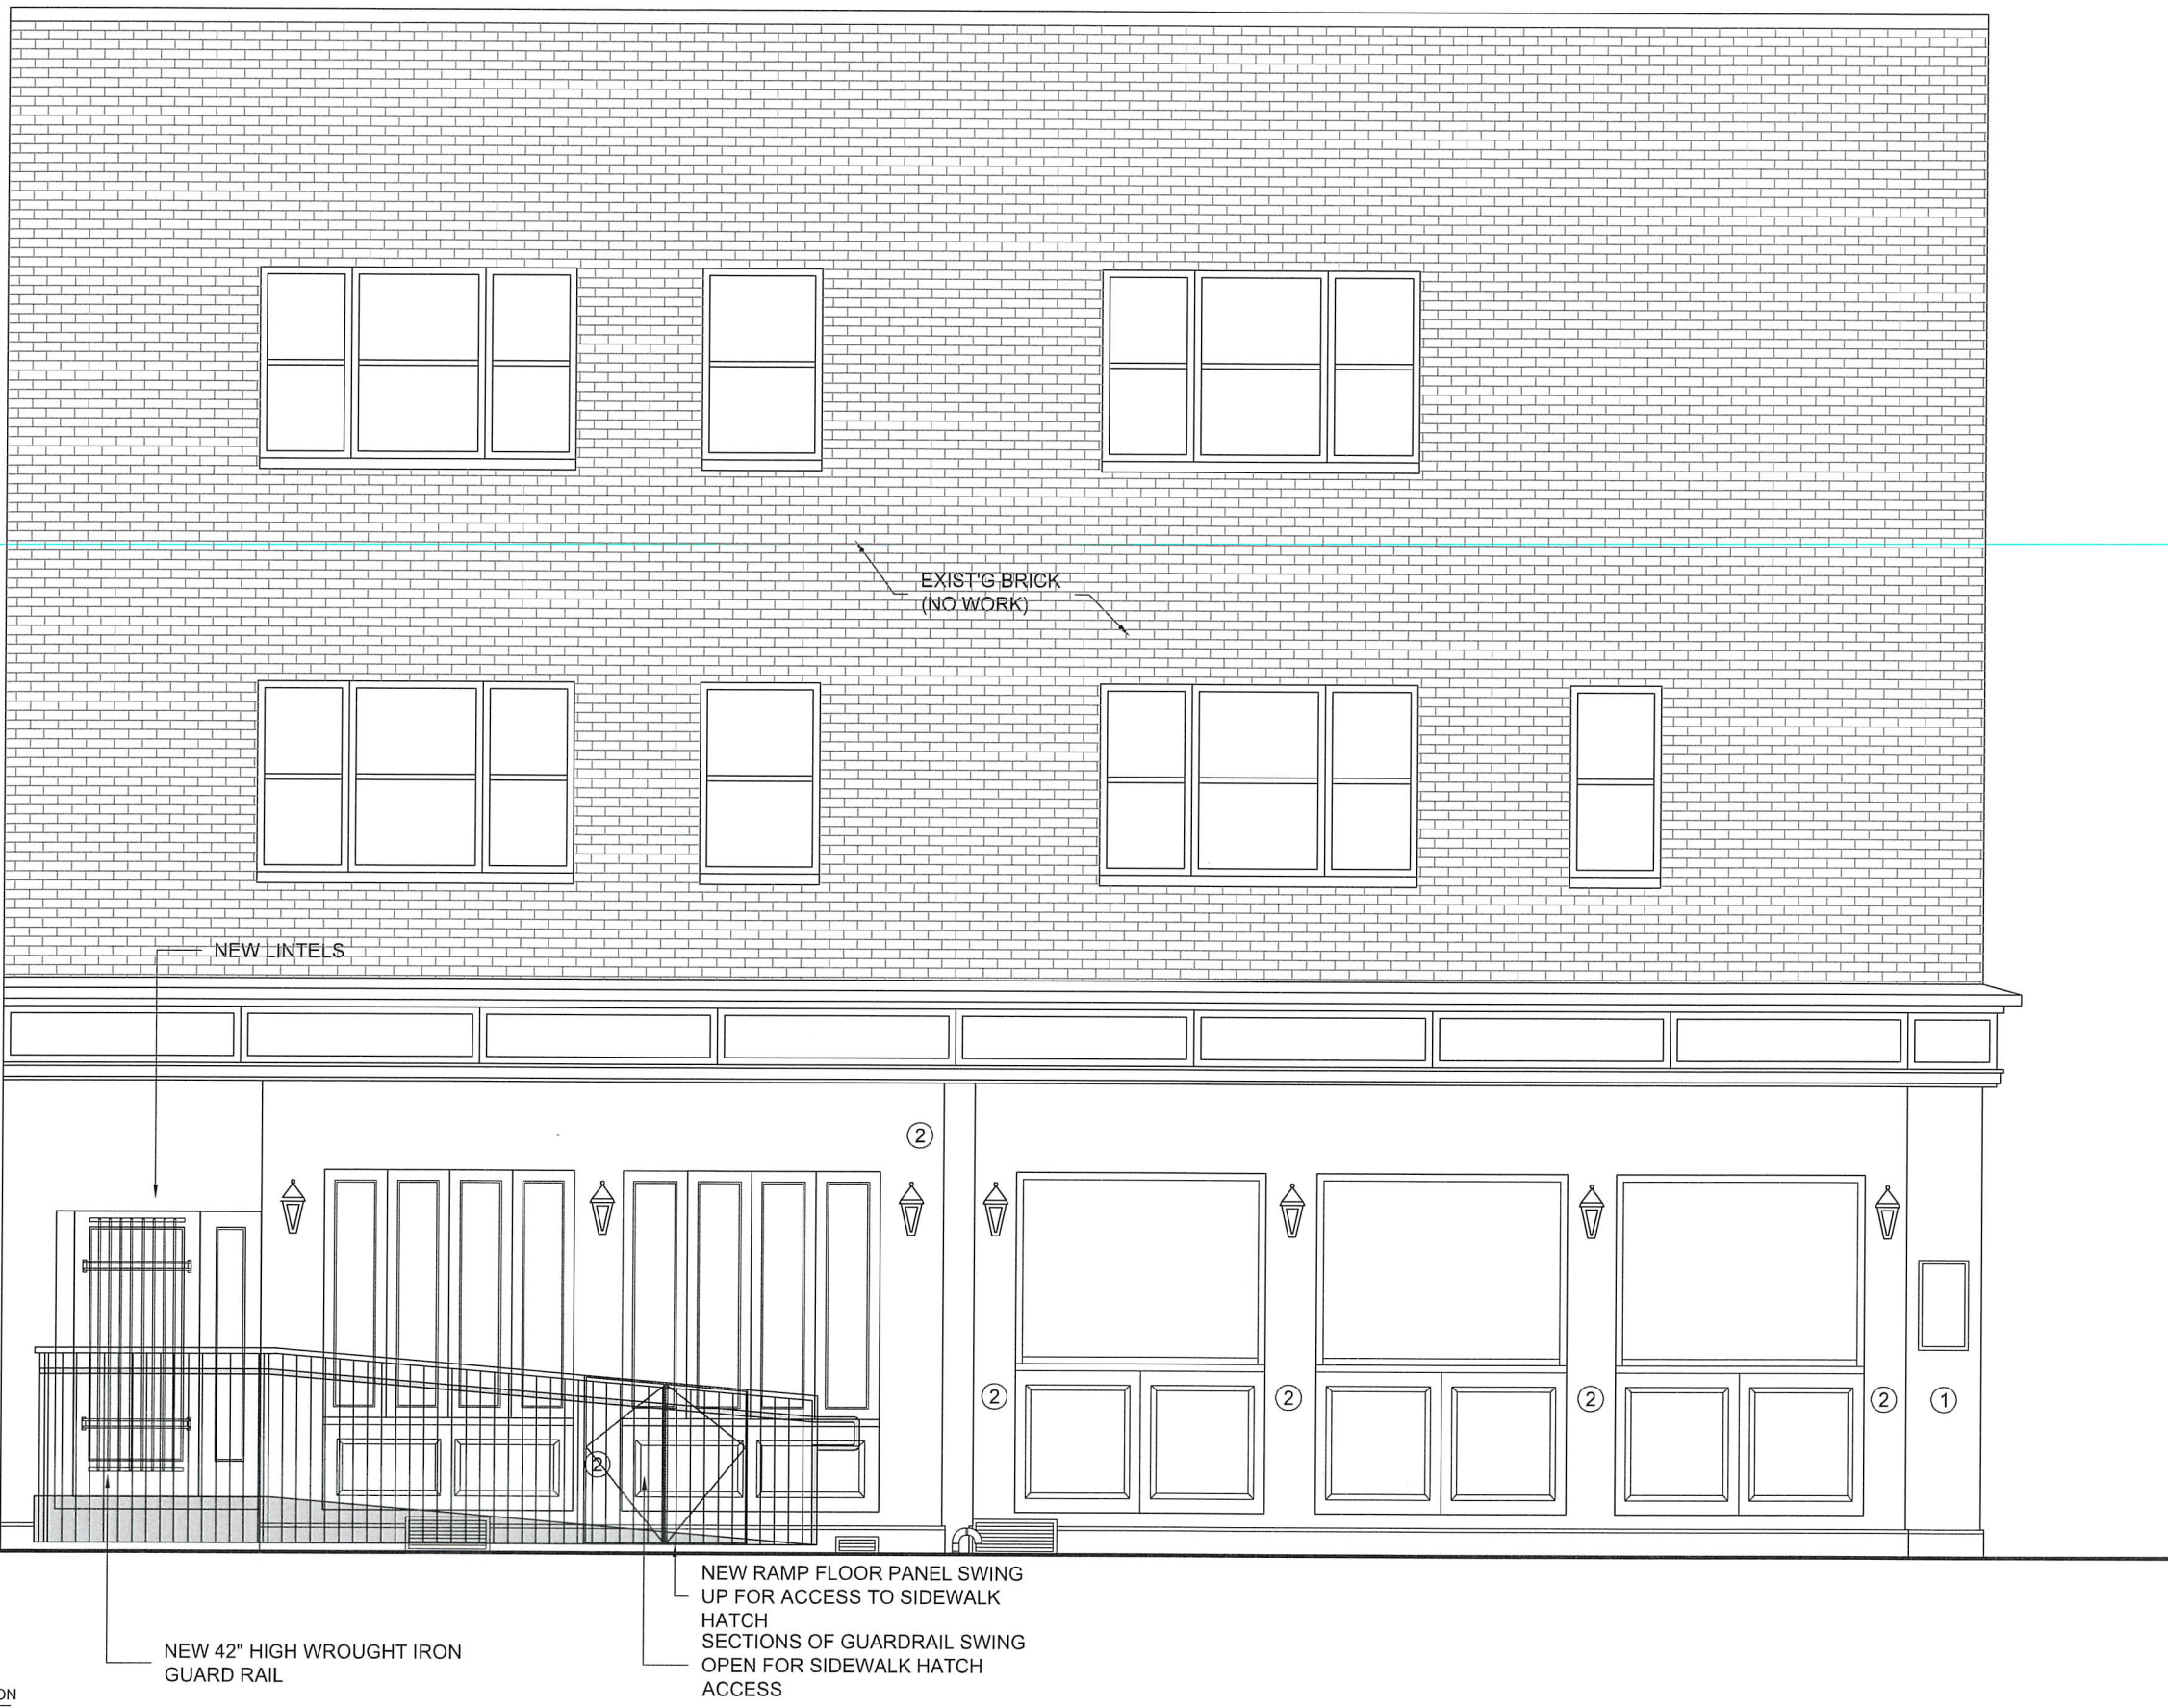 EXIST'G BRICK
(NO WORK)
NEW LINTELS
2
2
2
2
2
1
2
NEW RAMP FLOOR PANEL SWING
UP FOR ACCESS TO SIDEWALK
HATCH
SECTIONS OF GUARDRAIL SWING
OPEN FOR SIDEWALK HATCH
ACCESS
NEW 42" HIGH WROUGHT IRON
GUARD RAIL
ON